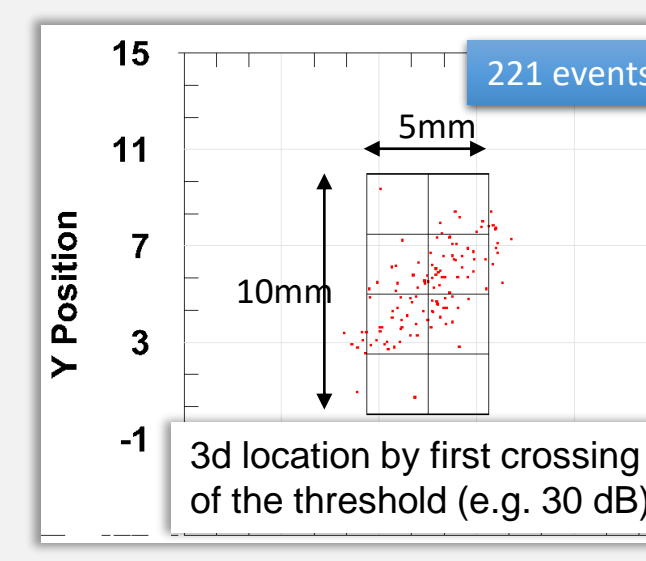 15
221 events
5mm
11
7
Y Position
10mm
3
-1
3d location by first crossing
of the threshold (e.g. 30 dB)